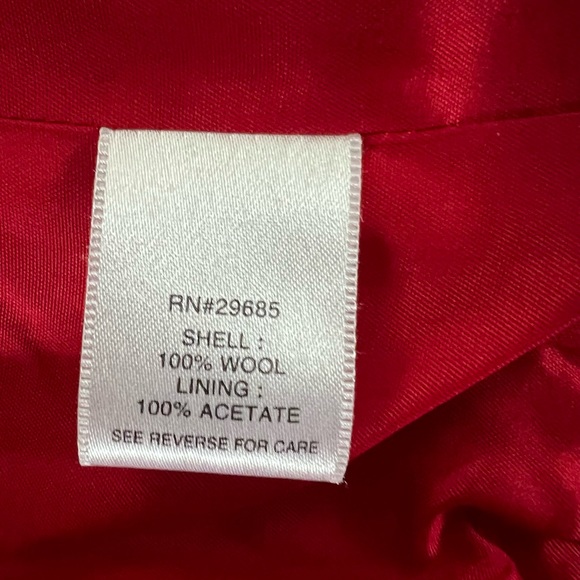 RN#29685
SHELL :
100% WOOL
LINING :
100% ACETATE
SEE REVERSE FOR CARE